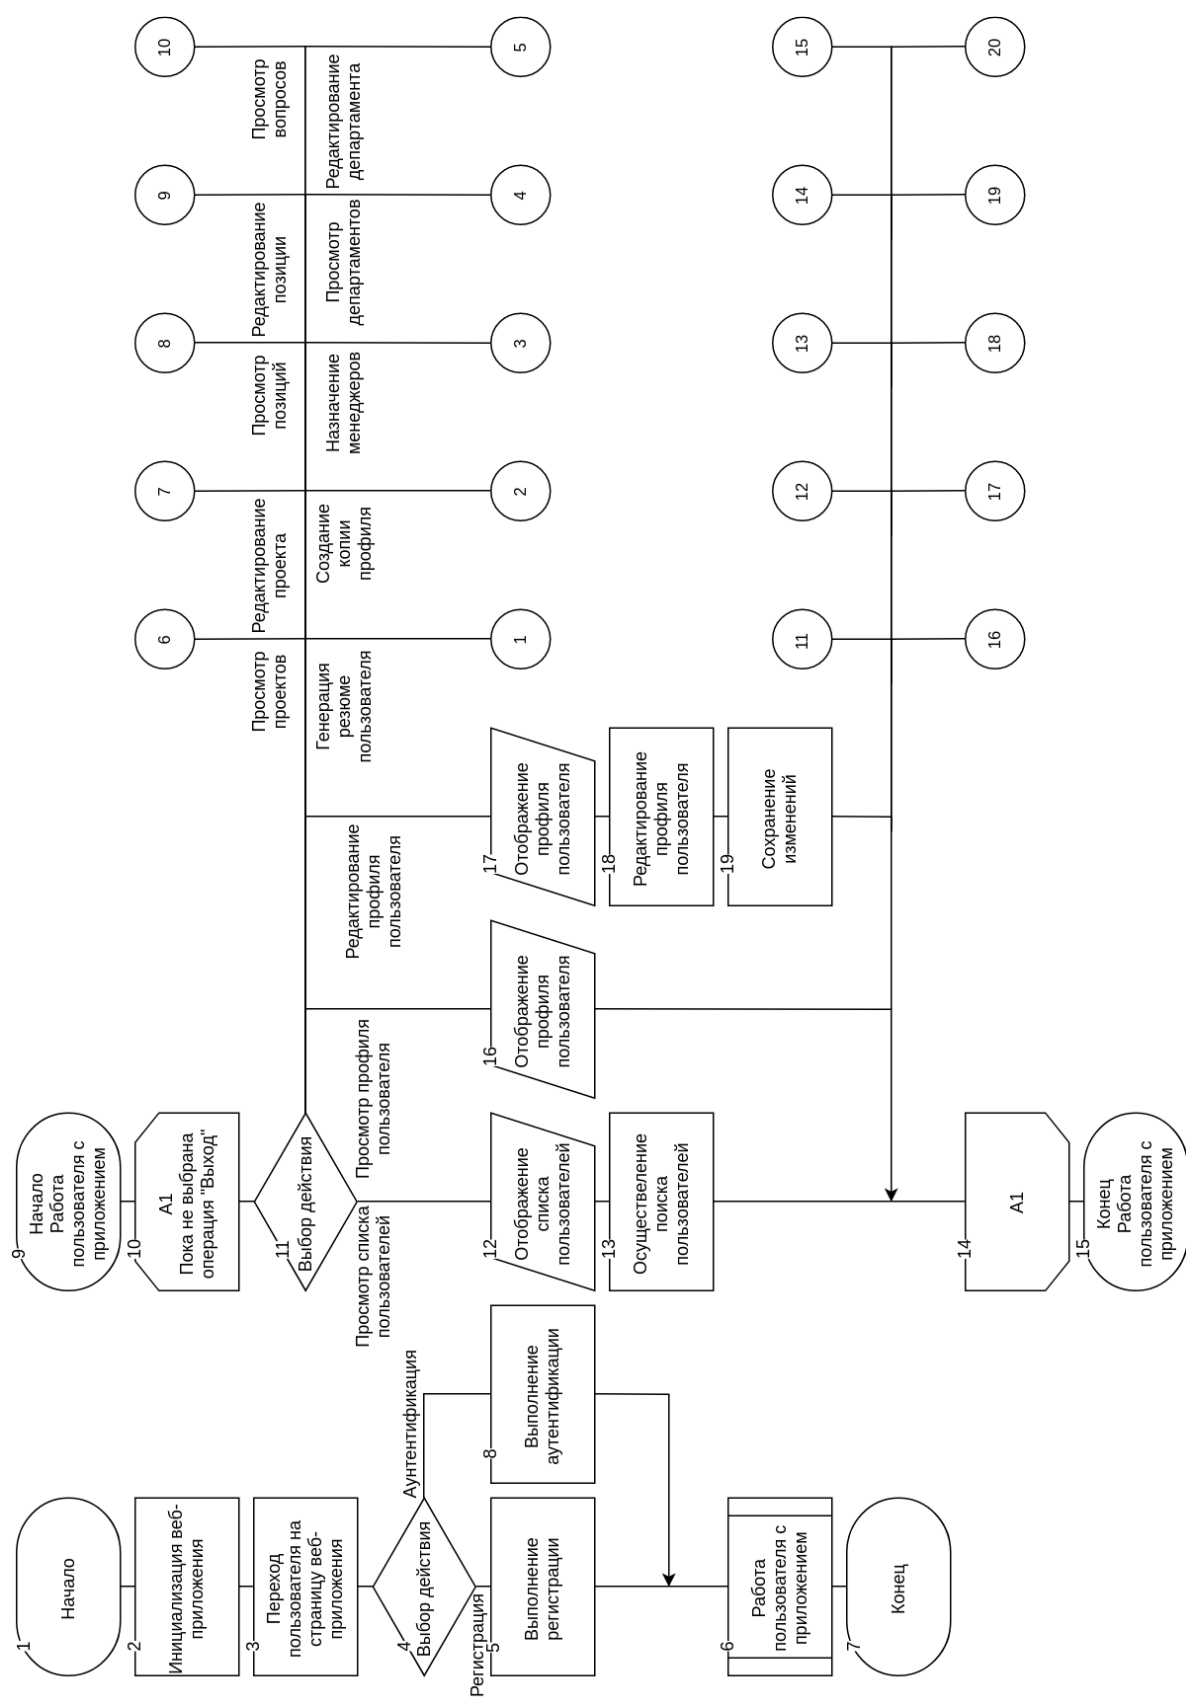 1
Начало
2
Инициализация веб-
приложения
3
Переход
пользователя на
страницу веб-
приложения
4
Выбор действия
Регистрация
Аунтентификация
5
Выполнение
регистрации
8
Выполнение
аутентификации
6
Работа
пользователя с
приложением
7
Конец
9
Начало
Работа
пользователя с
приложением
10
А1
Пока не выбрана
операция "Выход"
11
Выбор действия
Просмотр списка
пользователей
Просмотр профиля
пользователя
Редактирование
профиля
пользователя
Генерация
резюме
пользователя
Создание
копии
профиля
Назначение
менеджеров
Просмотр
департаментов
Редактирование
департамента
Просмотр
проектов
Редактирование
проекта
Просмотр
позиций
Редактирование
позиции
Просмотр
вопросов
6
7
8
9
10
1
2
3
4
5
12
Отображение
списка
пользователей
13
Осуществление
поиска
пользователей
16
Отображение
профиля
пользователя
17
Отображение
профиля
пользователя
18
Редактирование
профиля
пользователя
19
Сохранение
изменений
11
12
13
14
15
16
17
18
19
20
14
А1
15
Конец
Работа
пользователя с
приложением